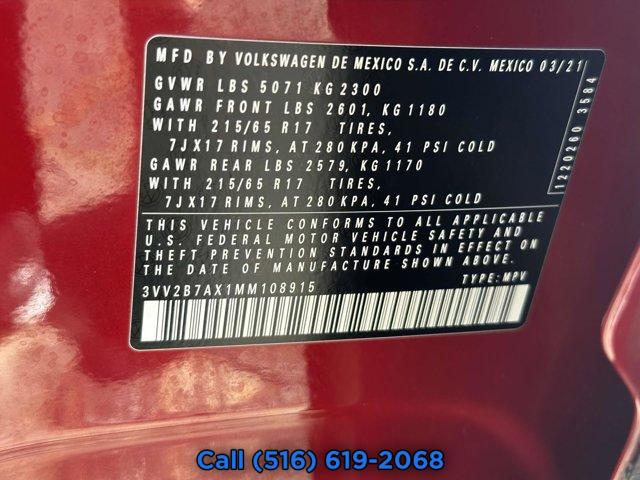 MFD BY VOLKSWAGEN DE MEXICO S.A. DE C.V. MEXICO 03/21
GVWR LBS 5071 KG 2300
GAWR FRONT LBS 2601, KG 1180
WITH 215/65 R17 TIRES,
7JX17 RIMS, AT 280 KPA, 41 PSI COLD
GAWR REAR LBS 2579, KG 1170
WITH 215/65 R17 TIRES,
7JX17 RIMS, AT 280 KPA, 41 PSI COLD
THIS VEHICLE CONFORMS TO ALL APPLICABLE
U.S. FEDERAL MOTOR VEHICLE SAFETY AND
THEFT PREVENTION STANDARDS IN EFFECT ON
THE DATE OF MANUFACTURE SHOWN ABOVE.
3VV2B7AX1MM108915 TYPE: MPV
1220260 3584
Call (516) 619-2068